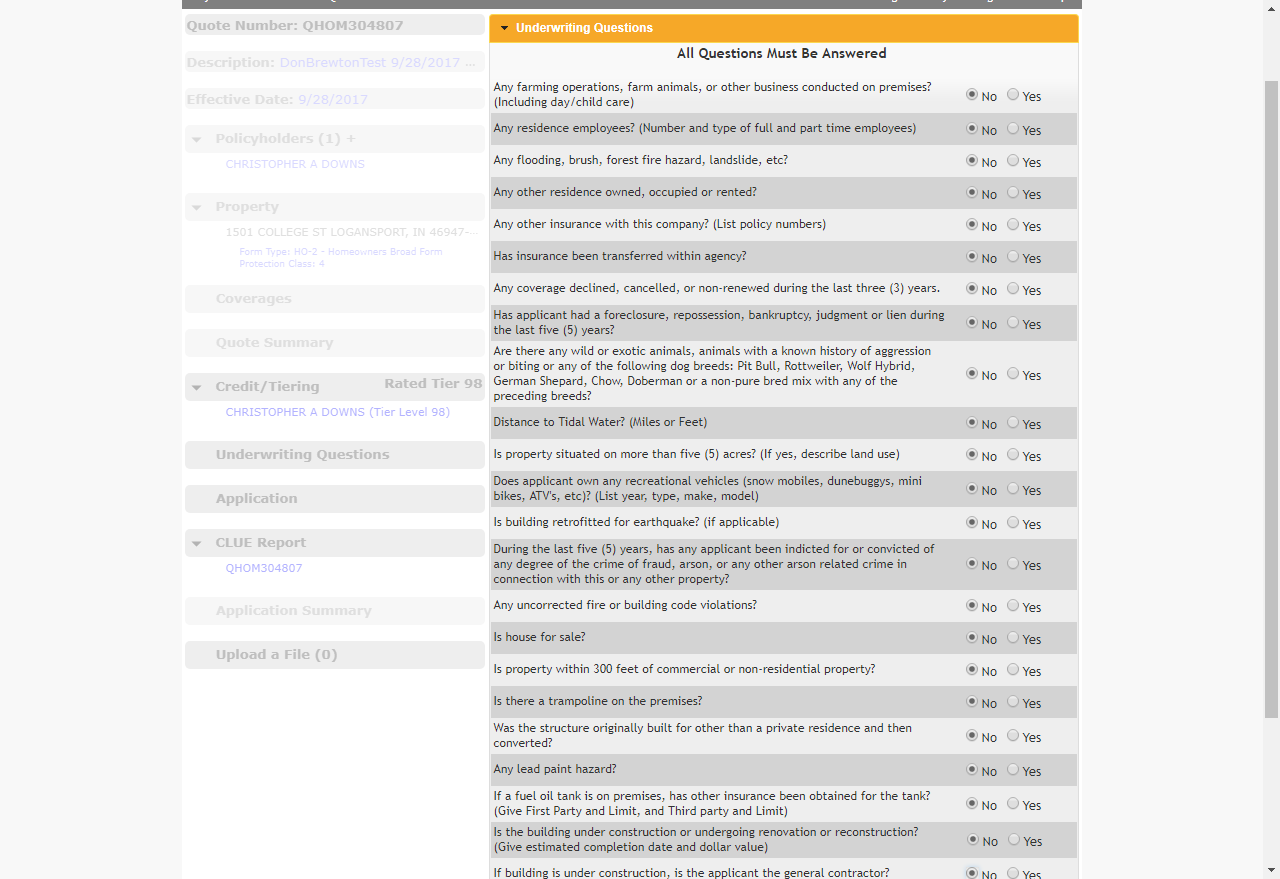 Quote Number: QHOM304807
Description: DonBrewtonTest 9/28/2017 ...
Effective Date: 9/28/2017
Policyholders (1) +
CHRISTOPHER A DOWNS
Property
1501 COLLEGE ST LOGANSPORT, IN 46947-...
Form Type: HO-2 - Homeowners Broad Form
Protection Class: 4
Coverages
Quote Summary
Credit/Tiering Rated Tier 98
CHRISTOPHER A DOWNS (Tier Level 98)
Underwriting Questions
Application
CLUE Report
QHOM304807
Application Summary
Upload a File (0)
Underwriting Questions
All Questions Must Be Answered
Any farming operations, farm animals, or other business conducted on premises?
(Including day/child care)
No Yes
Any residence employees? (Number and type of full and part time employees)
No Yes
Any flooding, brush, forest fire hazard, landslide, etc?
No Yes
Any other residence owned, occupied or rented?
No Yes
Any other insurance with this company? (List policy numbers)
No Yes
Has insurance been transferred within agency?
No Yes
Any coverage declined, cancelled, or non-renewed during the last three (3) years.
No Yes
Has applicant had a foreclosure, repossession, bankruptcy, judgment or lien during
the last five (5) years?
No Yes
Are there any wild or exotic animals, animals with a known history of aggression
or biting or any of the following dog breeds: Pit Bull, Rottweiler, Wolf Hybrid,
German Shepard, Chow, Doberman or a non-pure bred mix with any of the
preceding breeds?
No Yes
Distance to Tidal Water? (Miles or Feet)
No Yes
Is property situated on more than five (5) acres? (If yes, describe land use)
No Yes
Does applicant own any recreational vehicles (snow mobiles, dunebuggys, mini
bikes, ATV's, etc)? (List year, type, make, model)
No Yes
Is building retrofitted for earthquake? (if applicable)
No Yes
During the last five (5) years, has any applicant been indicted for or convicted of
any degree of the crime of fraud, arson, or any other arson related crime in
connection with this or any other property?
No Yes
Any uncorrected fire or building code violations?
No Yes
Is house for sale?
No Yes
Is property within 300 feet of commercial or non-residential property?
No Yes
Is there a trampoline on the premises?
No Yes
Was the structure originally built for other than a private residence and then
converted?
No Yes
Any lead paint hazard?
No Yes
If a fuel oil tank is on premises, has other insurance been obtained for the tank?
(Give First Party and Limit, and Third party and Limit)
No Yes
Is the building under construction or undergoing renovation or reconstruction?
(Give estimated completion date and dollar value)
No Yes
If building is under construction, is the applicant the general contractor?
No Yes